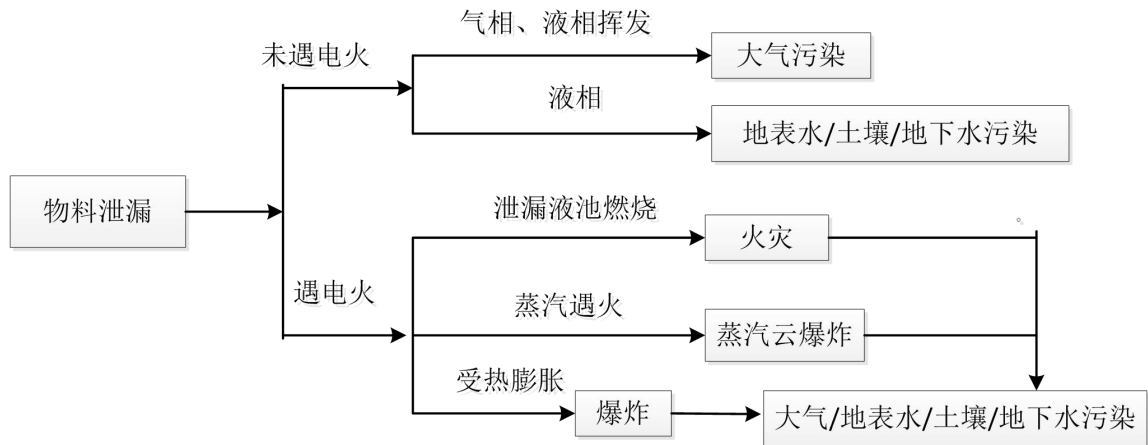 气相、液相挥发
未遇电火
大气污染
液相
地表水/土壤/地下水污染
物料泄漏
泄漏液池燃烧
火灾
。
遇电火
蒸汽遇火
蒸汽云爆炸
受热膨胀
爆炸
大气/地表水/土壤/地下水污染